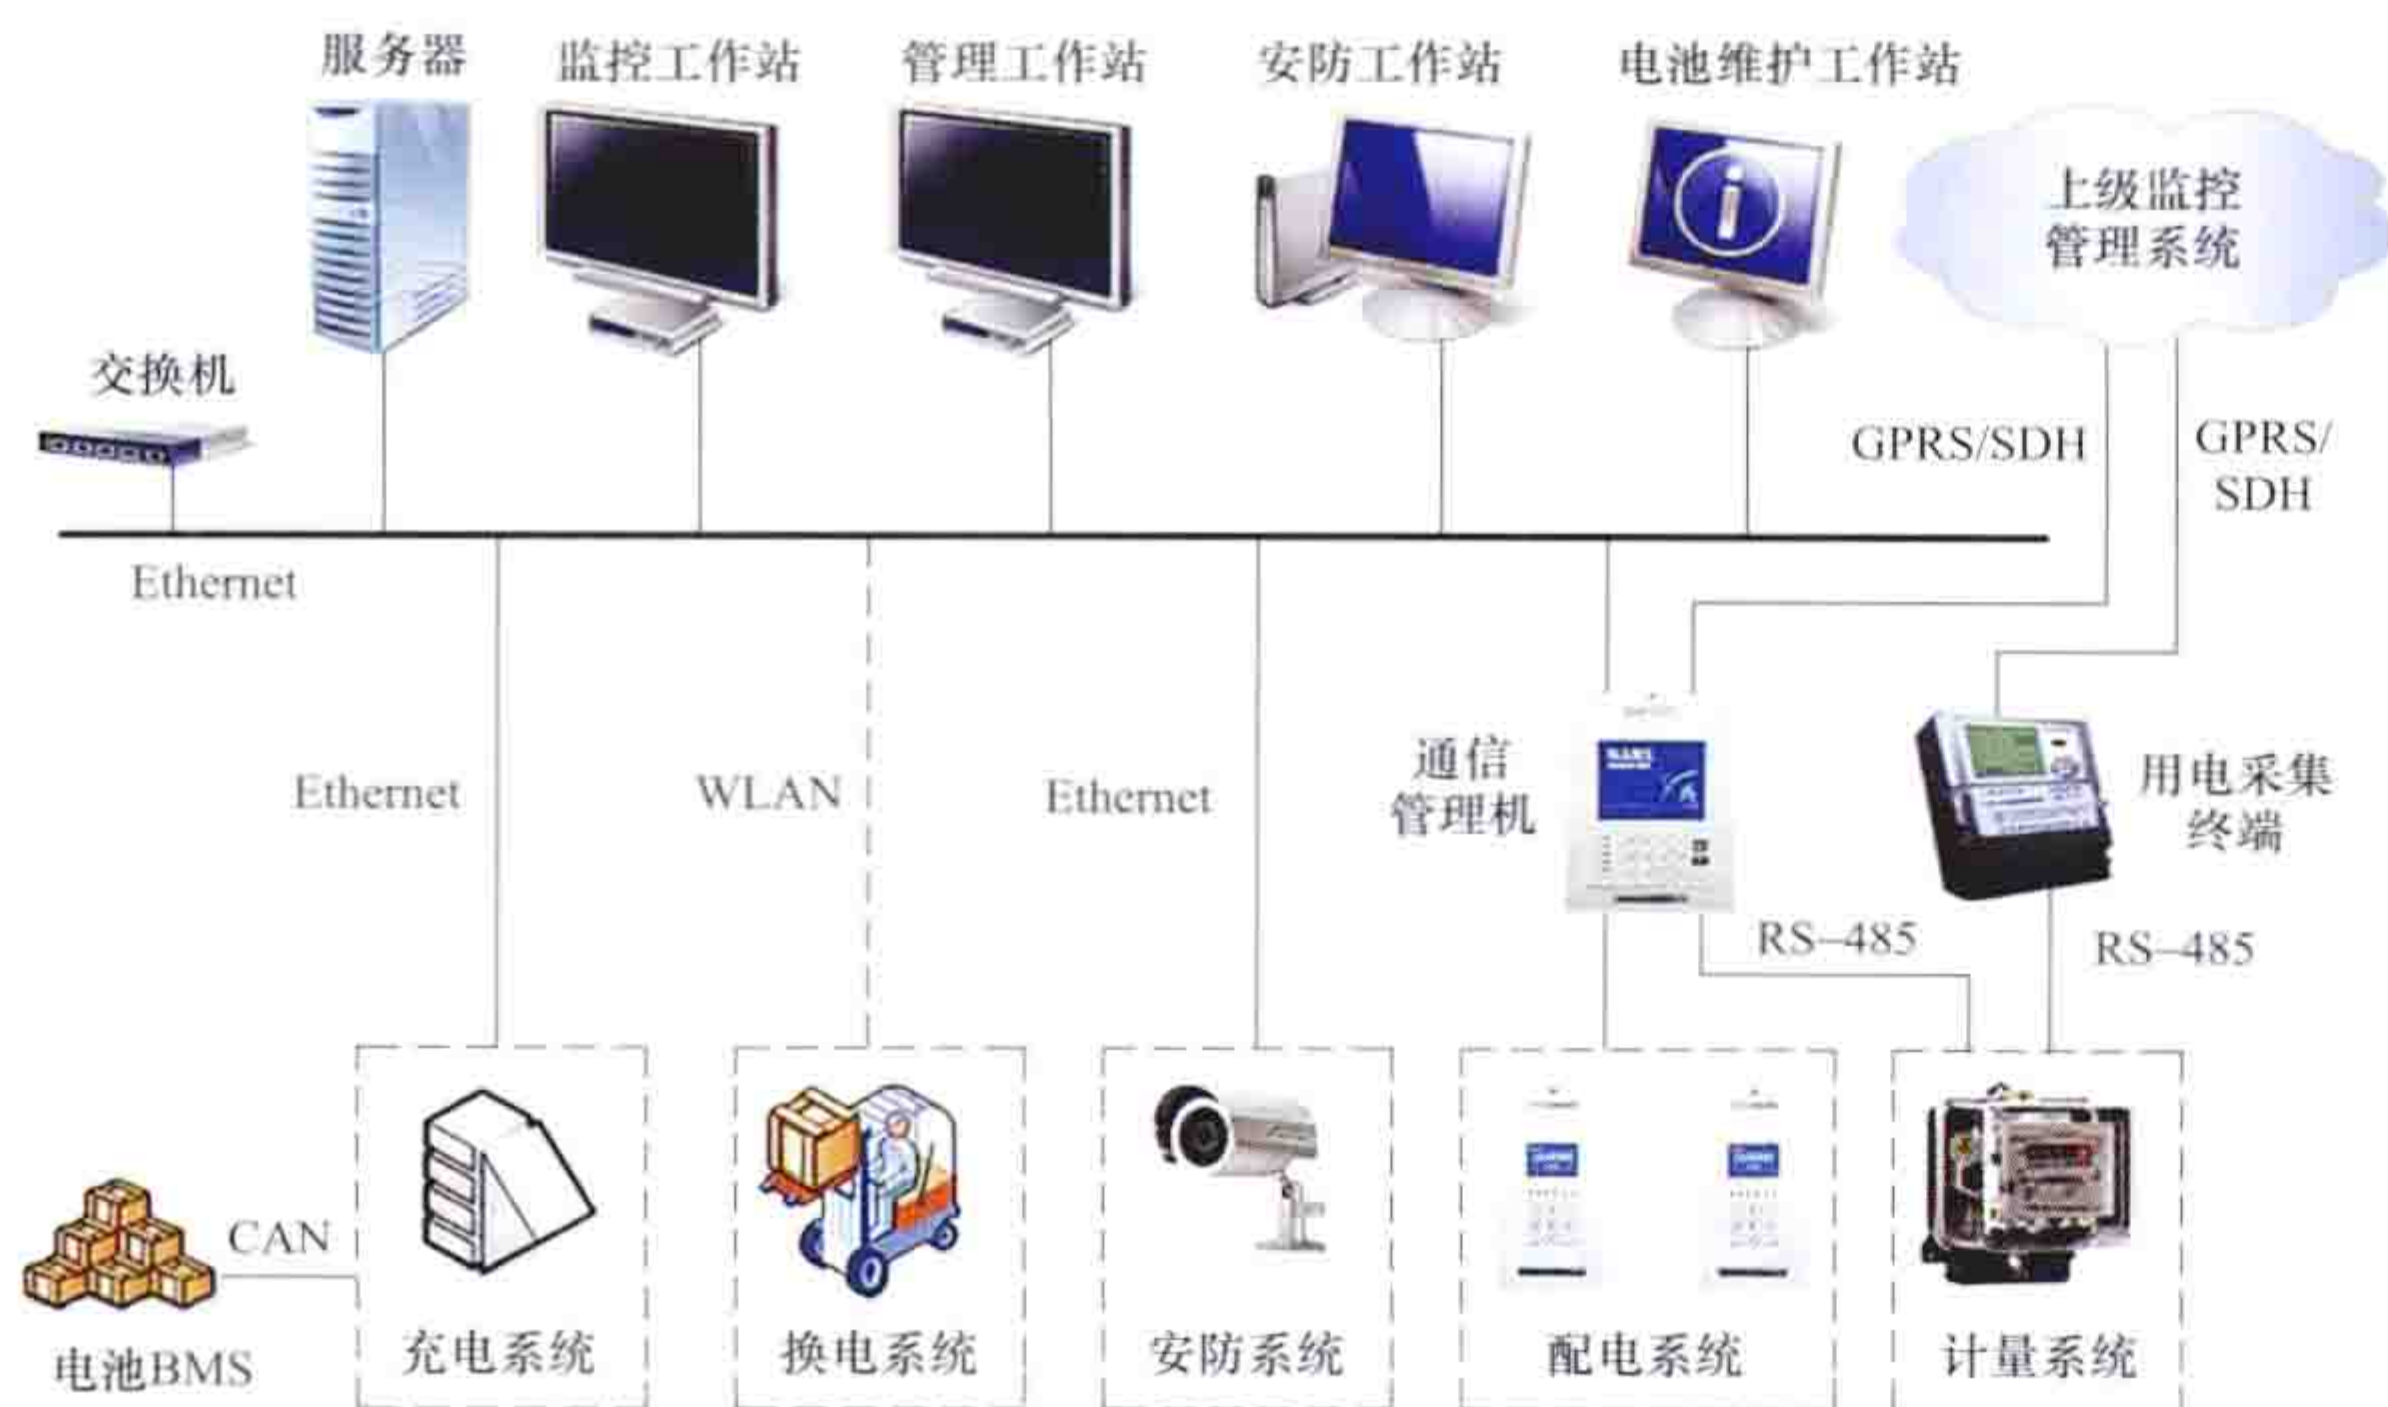 服务器
监控工作站
管理工作站
安防工作站
电池维护工作站
上级监控
管理系统
交换机
GPRS/SDH
GPRS/
SDH
Ethernet
Ethernet
WLAN
Ethernet
通信
管理机
用电采集
终端
RS-485
RS-485
CAN
电池BMS
充电系统
换电系统
安防系统
配电系统
计量系统